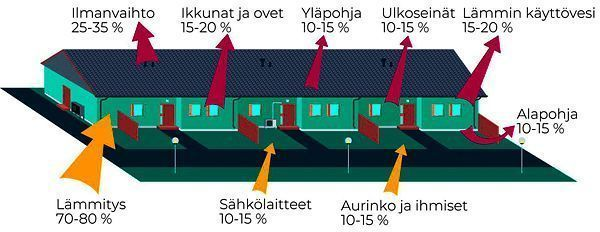 Ilmanvaihto
25-35 %
Ikkunat ja ovet
15-20 %
Yläpohja
10-15 %
Ulkoseinät
10-15 %
Lämmin käyttövesi
15-20 %
Alapohja
10-15 %
Lämmitys
70-80 %
Sähkölaitteet
10-15 %
Aurinko ja ihmiset
10-15 %